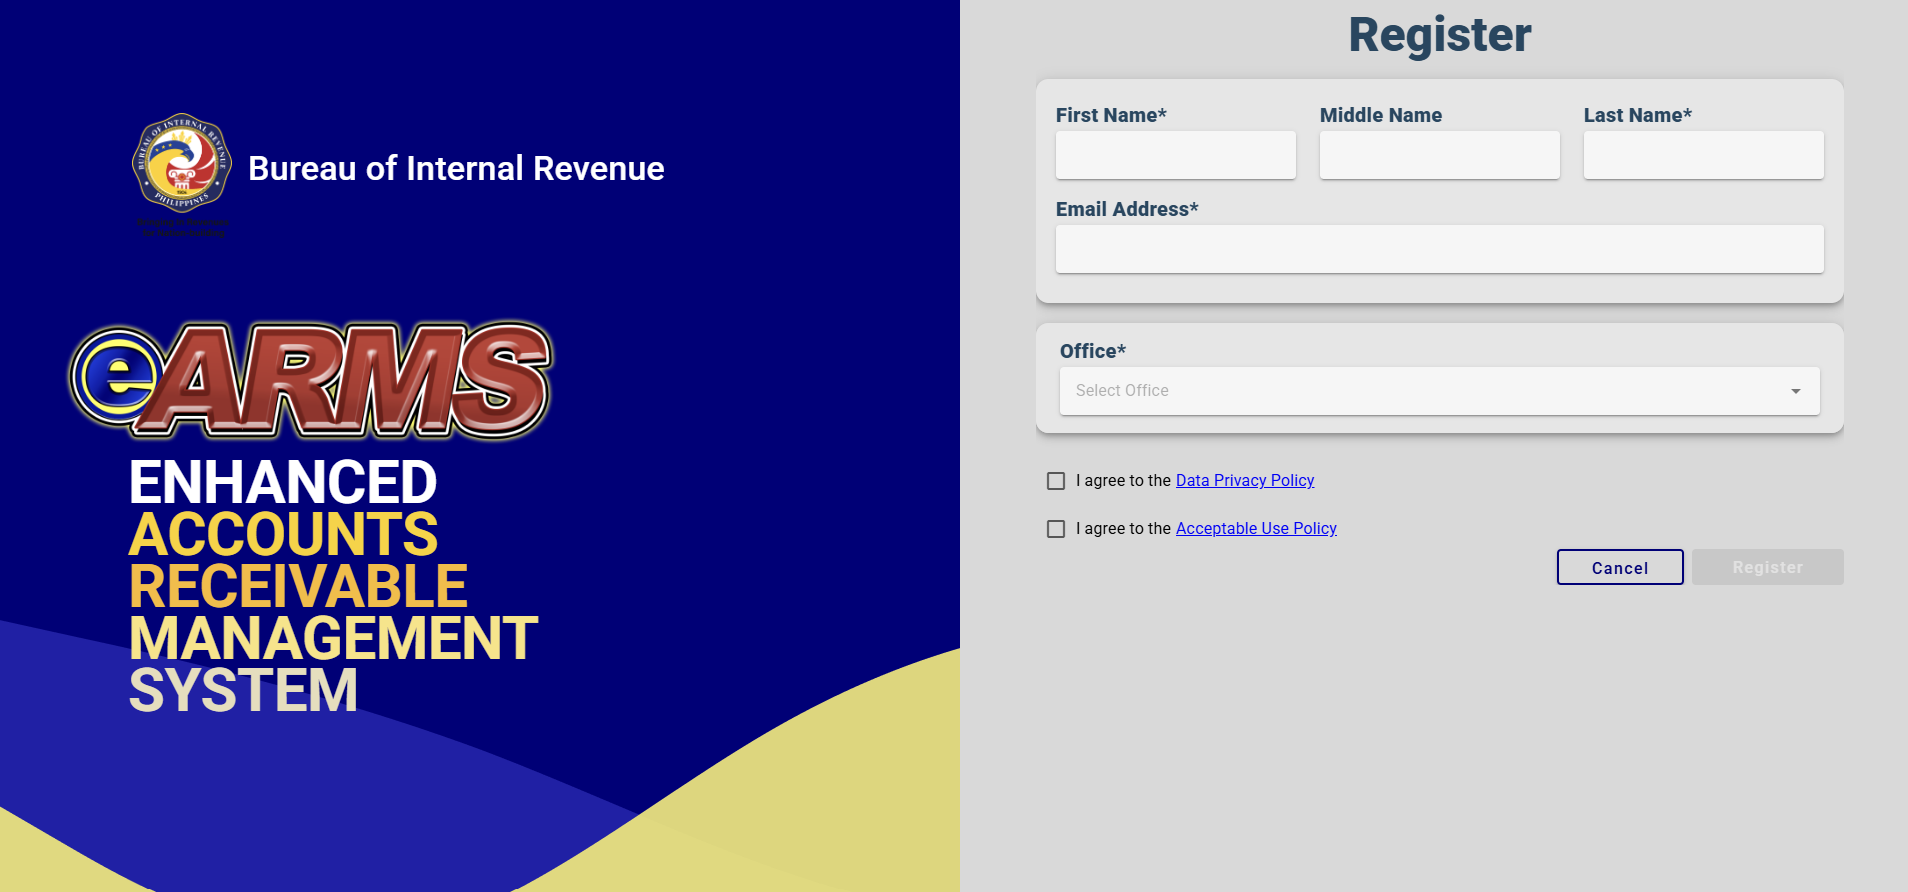 BUREAU OF INTERNAL REVENUE
PHILIPPINES
Bureau of Internal Revenue
eARMS
ENHANCED
ACCOUNTS
RECEIVABLE
MANAGEMENT
SYSTEM
Register
First Name* Middle Name Last Name*
Email Address*
Office*
Select Office
I agree to the Data Privacy Policy
I agree to the Acceptable Use Policy
Cancel Register